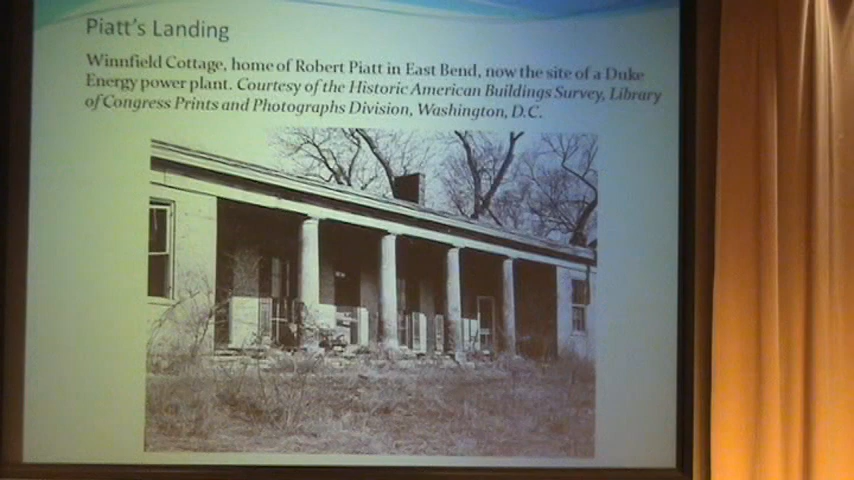 Piatt's Landing
Winnfield Cottage, home of Robert Piatt in East Bend, now the site of a Duke
Energy power plant. Courtesy of the Historic American Buildings Survey, Library
of Congress Prints and Photographs Division, Washington, D.C.